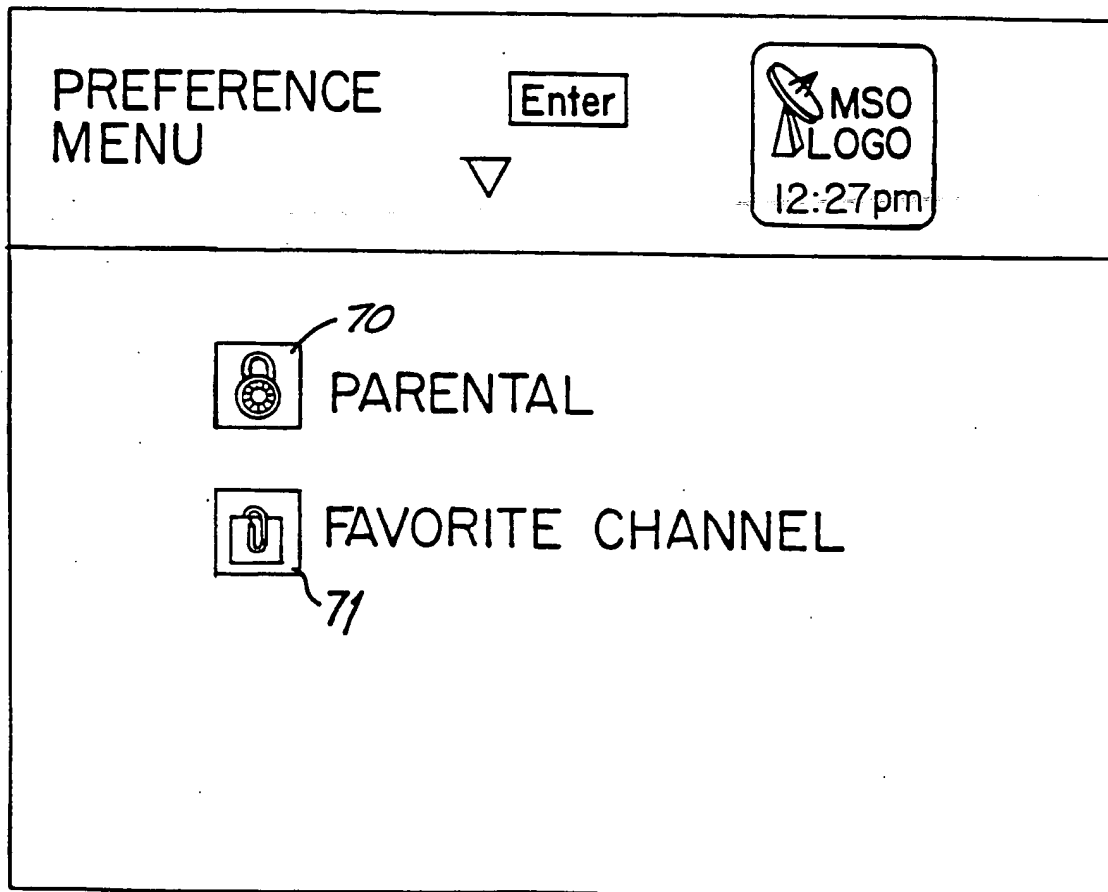 PREFERENCE
MENU
Enter
MSO
LOGO
12:27pm
70
PARENTAL
FAVORITE CHANNEL
71